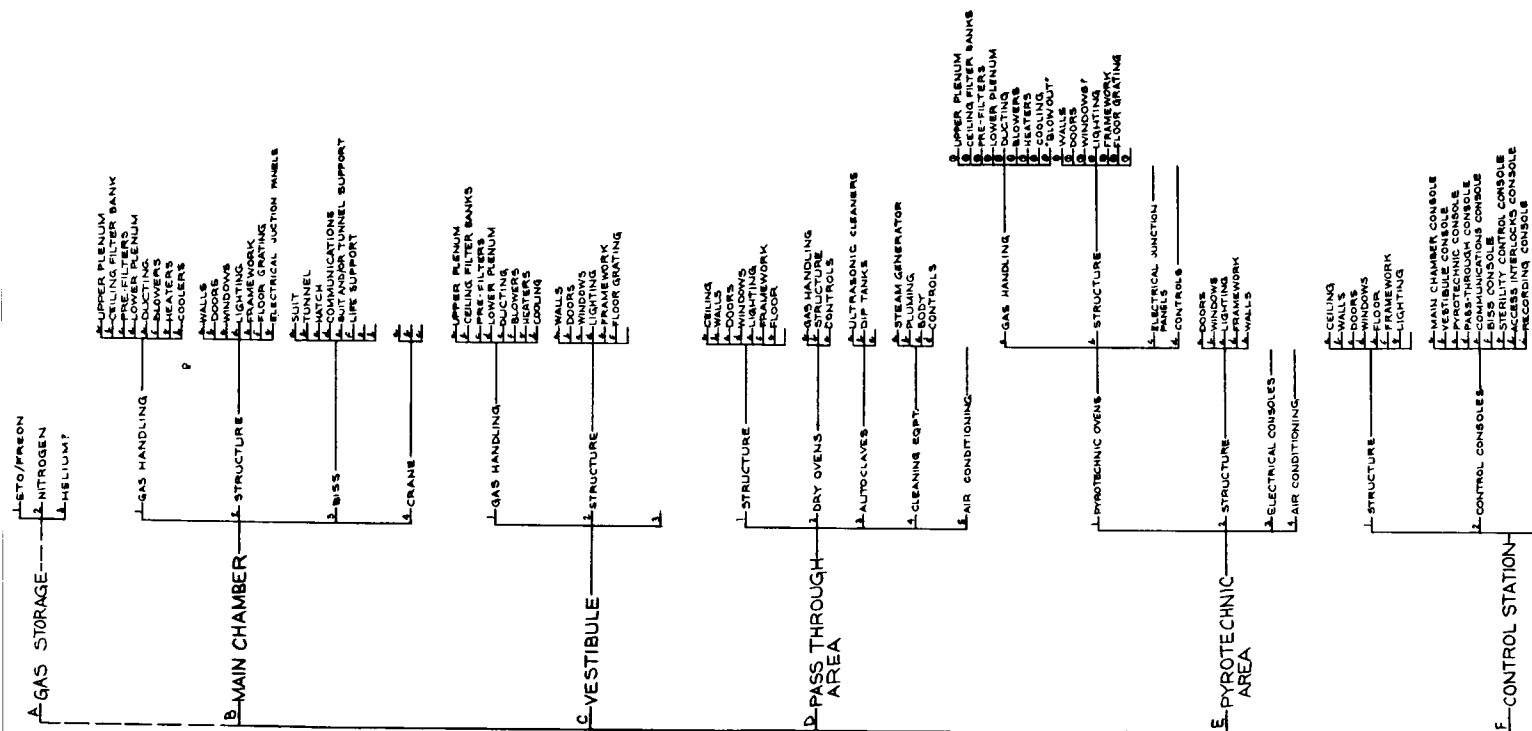 A GAS STORAGE
1 ETO/FREON
2 NITROGEN
3 HELIUM?
B MAIN CHAMBER
1 GAS HANDLING
UPPER PLENUM
CEILING FILTER BANK
PRE-FILTERS
LOWER PLENUM
DUCTING
BLOWERS
HEATERS
COOLERS
2 STRUCTURE
WALLS
DOORS
WINDOWS
LIGHTING
FRAMEWORK
FLOOR GRATING
ELECTRICAL JUCTION PANELS
3 BISS
SUIT
TUNNEL
HATCH
COMMUNICATIONS
SUIT AND/OR TUNNEL SUPPORT
LIFE SUPPORT
4 CRANE
C VESTIBULE
1 GAS HANDLING
UPPER PLENUM
CEILING FILTER BANKS
PRE-FILTERS
LOWER PLENUM
DUCTING
BLOWERS
HEATERS
COOLING
2 STRUCTURE
WALLS
DOORS
WINDOWS
LIGHTING
FRAMEWORK
FLOOR GRATING
3
D PASS THROUGH
AREA
1 STRUCTURE
CEILING
WALLS
DOORS
WINDOWS
LIGHTING
FRAMEWORK
FLOOR
2 DRY OVENS
GAS HANDLING
STRUCTURE
CONTROLS
3 AUTOCLAVES
ULTRASONIC CLEANERS
DIP TANKS
4 CLEANING EQPT.
STEAM GENERATOR
PLUMING
BODY
CONTROLS
5 AIR CONDITIONING
E PYROTECHNIC
AREA
1 PYROTECHNIC OVENS
GAS HANDLING
UPPER PLENUM
CEILING FILTER BANKS
PRE-FILTERS
LOWER PLENUM
DUCTING
BLOWERS
HEATERS
COOLING
"BLOWOUT"
STRUCTURE
WALLS
DOORS
WINDOWS?
LIGHTING
FRAMEWORK
FLOOR GRATING
ELECTRICAL JUNCTION
PANELS
CONTROLS
2 STRUCTURE
DOORS
WINDOWS
LIGHTING
FRAMEWORK
WALLS
3 ELECTRICAL CONSOLES
4 AIR CONDITIONING
F CONTROL STATION
1 STRUCTURE
CEILING
WALLS
DOORS
WINDOWS
FLOOR
FRAMEWORK
LIGHTING
2 CONTROL CONSOLES
MAIN CHAMBER CONSOLE
VESTIBULE CONSOLE
PYROTECHNIC CONSOLE
PASS-THROUGH CONSOLE
COMMUNICATIONS CONSOLE
BISS CONSOLE
STERILITY CONTROL CONSOLE
ACCESS INTERLOCKS CONSOLE
RECORDING CONSOLE